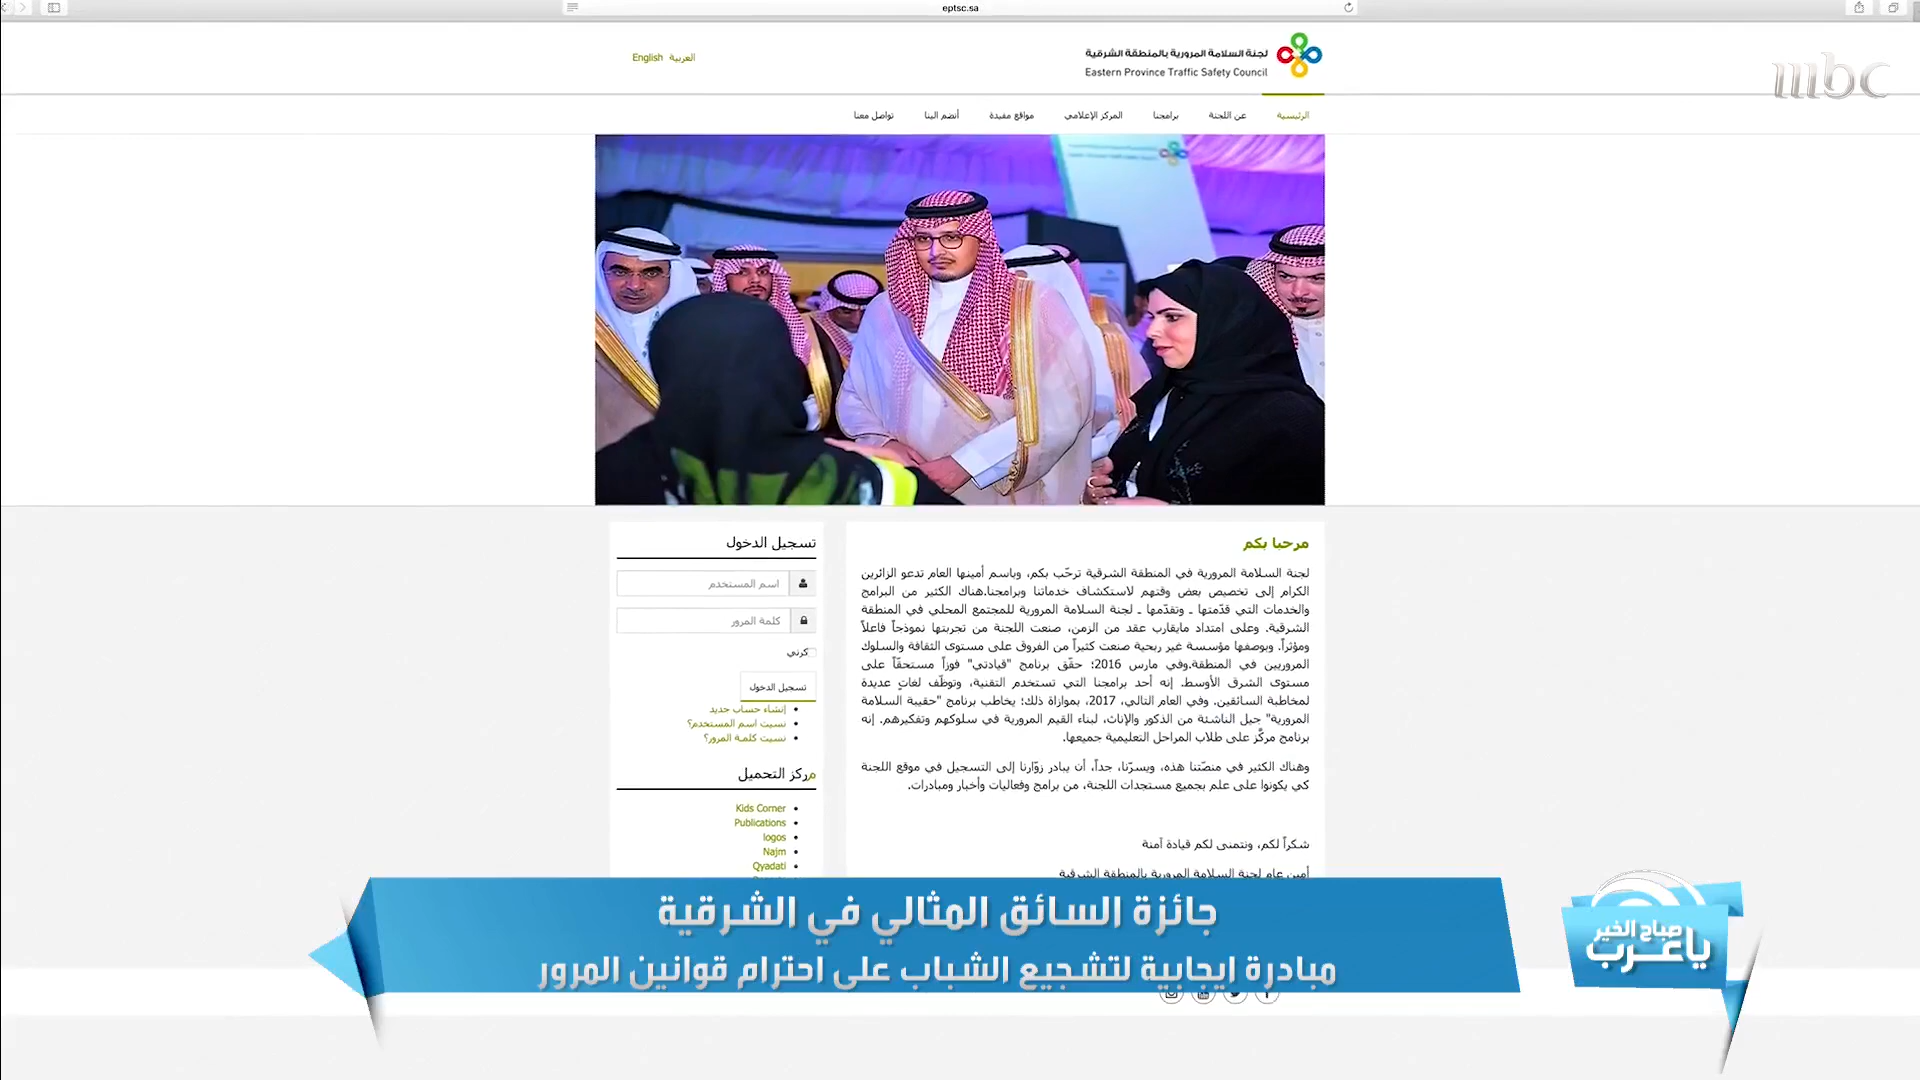 eptsc.sa
لجنة السلامة المرورية بالمنطقة الشرقية
Eastern Province Traffic Safety Council
English العربية
mbc
الرئيسية عن اللجنة برامجنا المركز الإعلامي مواقع مفيدة أنضم الينا تواصل معنا
مرحبا بكم
لجنة السلامة المرورية في المنطقة الشرقية ترحّب بكم، وباسم أمينها العام تدعو الزائرين
الكرام إلى تخصيص بعض وقتهم لاستكشاف خدماتنا وبرامجنا.هناك الكثير من البرامج
والخدمات التي قدّمتها ـ وتقدّمها ـ لجنة السلامة المرورية للمجتمع المحلي في المنطقة
الشرقية. وعلى امتداد مايقارب عقد من الزمن، صنعت اللجنة من تجربتها نموذجاً فاعلاً
ومؤثراً. وبوصفها مؤسسة غير ربحية صنعت كثيراً من الفروق على مستوى الثقافة والسلوك
المروريين في المنطقة.وفي مارس 2016؛ حقّق برنامج "قيادتي" فوزاً مستحقّاً على
مستوى الشرق الأوسط. إنه أحد برامجنا التي تستخدم التقنية، وتوظّف لغاتٍ عديدة
لمخاطبة السائقين. وفي العام التالي، 2017، بموازاة ذلك؛ يخاطب برنامج "حقيبة السلامة
المرورية" جيل الناشئة من الذكور والإناث، لبناء القيم المرورية في سلوكهم وتفكيرهم. إنه
برنامج مركّز على طلاب المراحل التعليمية جميعها.
وهناك الكثير في منصّتنا هذه، ويسرّنا، جداً، أن يبادر زوّارنا إلى التسجيل في موقع اللجنة
كي يكونوا على علم بجميع مستجدات اللجنة، من برامج وفعاليات وأخبار ومبادرات.
شكراً لكم، ونتمنى لكم قيادة آمنة
أمين عام لجنة السلامة المرورية بالمنطقة الشرقية
تسجيل الدخول
اسم المستخدم
كلمة المرور
كرني
تسجيل الدخول
إنشاء حساب جديد
نسيت اسم المستخدم؟
نسيت كلمة المرور؟
مركز التحميل
Kids Corner
Publications
logos
Najm
Qyadati
جائزة السائق المثالي في الشرقية
مبادرة ايجابية لتشجيع الشباب على احترام قوانين المرور
صباح الخير
يا عرب